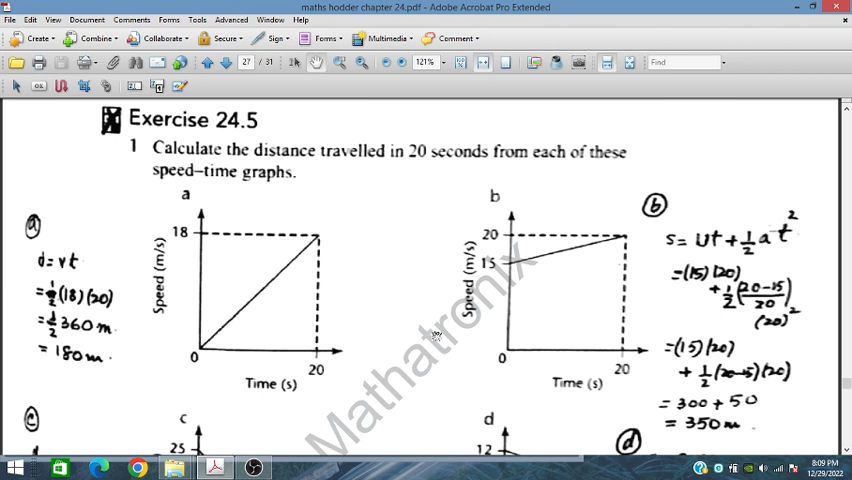 maths hodder chapter 24.pdf - Adobe Acrobat Pro Extended
File Edit View Document Comments Forms Tools Advanced Window Help
Create Combine Collaborate Secure Sign Forms Multimedia Comment
27 / 31 121% Find
Exercise 24.5
1 Calculate the distance travelled in 20 seconds from each of these
speed–time graphs.
a
18
Speed (m/s)
0
20
Time (s)
b
20
15
Speed (m/s)
0
20
Time (s)
ⓐ
d = vt
= 1/2 (18)(20)
= 1/2 360 m
= 180 m.
ⓑ
s = Ut + 1/2 a t²
= (15)(20)
+ 1/2 (20-15)/20
(20)²
= (15)(20)
+ 1/2 (20-15)(20)
= 300 + 50
= 350 m.
Mathatronix
ⓒ
c
25
d
12
ⓓ
8:09 PM
12/29/2022